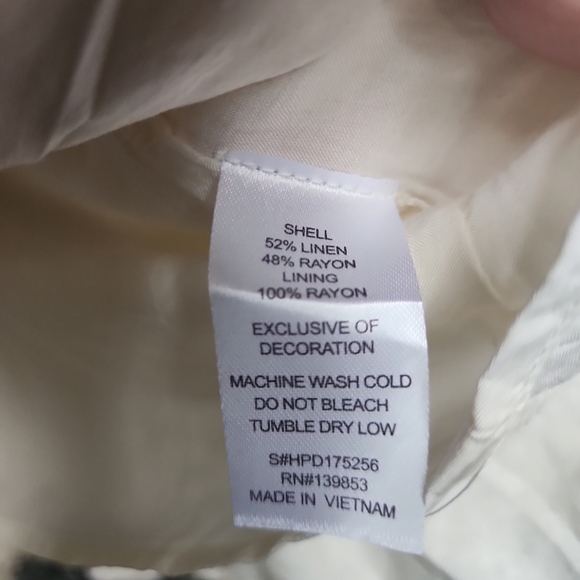 SHELL
52% LINEN
48% RAYON
LINING
100% RAYON
EXCLUSIVE OF
DECORATION
MACHINE WASH COLD
DO NOT BLEACH
TUMBLE DRY LOW
S#HPD175256
RN#139853
MADE IN VIETNAM